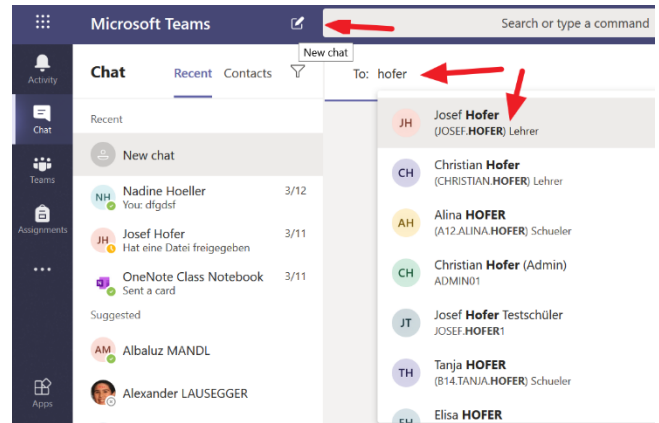 Microsoft Teams
Search or type a command
New chat
Activity
Chat
Teams
Assignments
Apps
Chat
Recent
Contacts
Recent
New chat
Nadine Hoeller
3/12
You: dfgdsf
Josef Hofer
3/11
Hat eine Datei freigegeben
OneNote Class Notebook
3/11
Sent a card
Suggested
AM
Albaluz MANDL
Alexander LAUSEGGER
NH
JH
To: hofer
JH
Josef Hofer
(JOSEF.HOFER) Lehrer
CH
Christian Hofer
(CHRISTIAN.HOFER) Lehrer
AH
Alina HOFER
(A12.ALINA.HOFER) Schueler
CH
Christian Hofer (Admin)
ADMIN01
JT
Josef Hofer Testschüler
JOSEF.HOFER1
TH
Tanja HOFER
(B14.TANJA.HOFER) Schueler
EH
Elisa HOFER